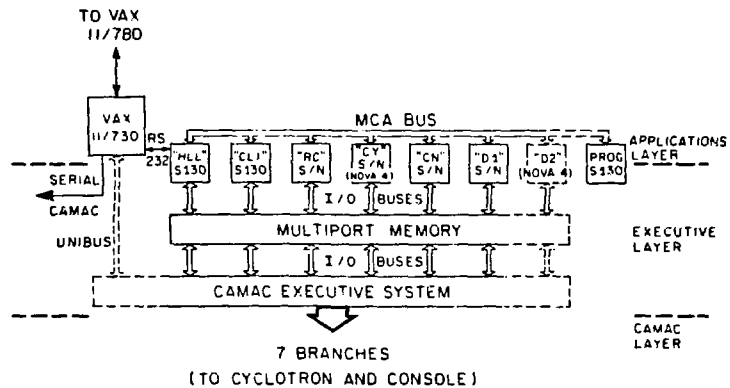 TO VAX
11/780
VAX
11/730
RS
232
MCA BUS
"HLL"
S130
"CLI"
S130
"RC"
S/N
"CY"
S/N
(NOVA 4)
"CN"
S/N
"D1"
S/N
"D2"
(NOVA 4)
PROG
S130
APPLICATIONS
LAYER
SERIAL
CAMAC
UNIBUS
I/O BUSES
MULTIPORT MEMORY
EXECUTIVE
LAYER
I/O BUSES
CAMAC EXECUTIVE SYSTEM
CAMAC
LAYER
7 BRANCHES
(TO CYCLOTRON AND CONSOLE)